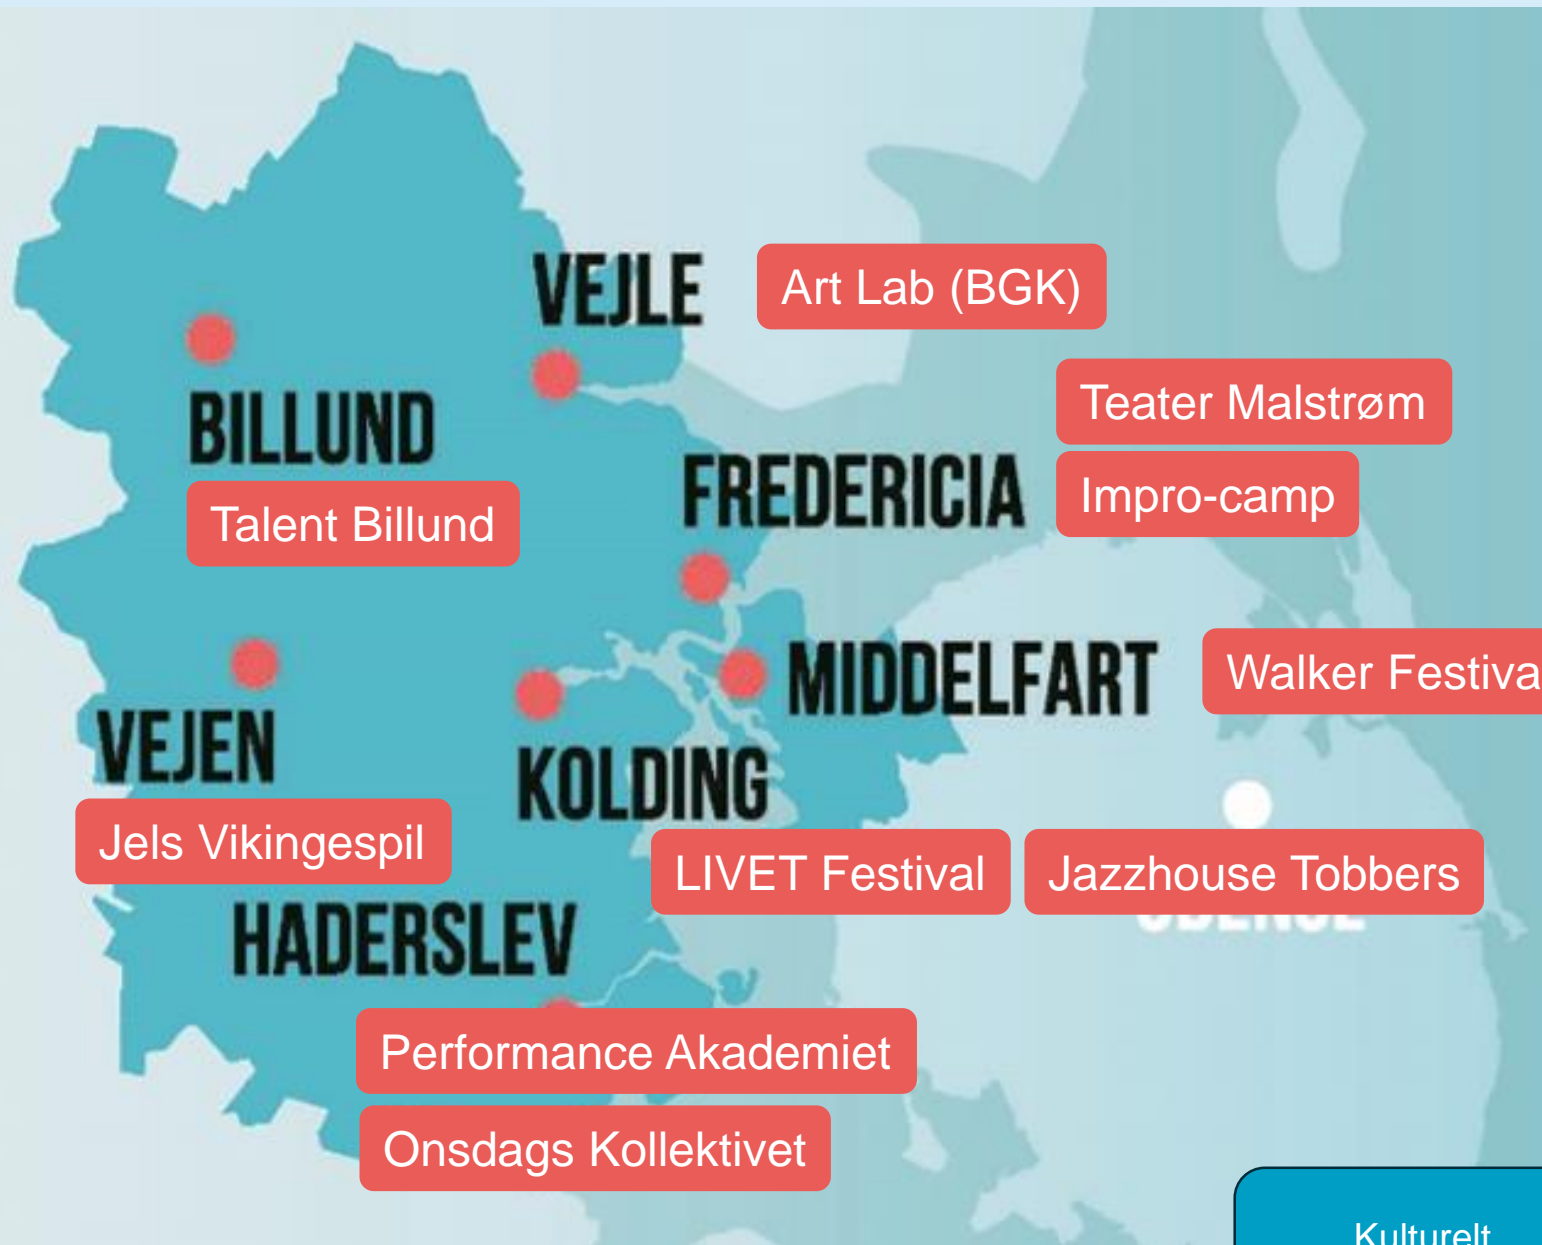 VEJLE
Art Lab (BGK)
Teater Malstrøm
BILLUND
FREDERICIA
Impro-camp
Talent Billund
MIDDELFART
Walker Festiva
VEJEN
KOLDING
Jels Vikingespil
LIVET Festival
Jazzhouse Tobbers
HADERSLEV
Performance Akademiet
Onsdags Kollektivet
Kulturelt